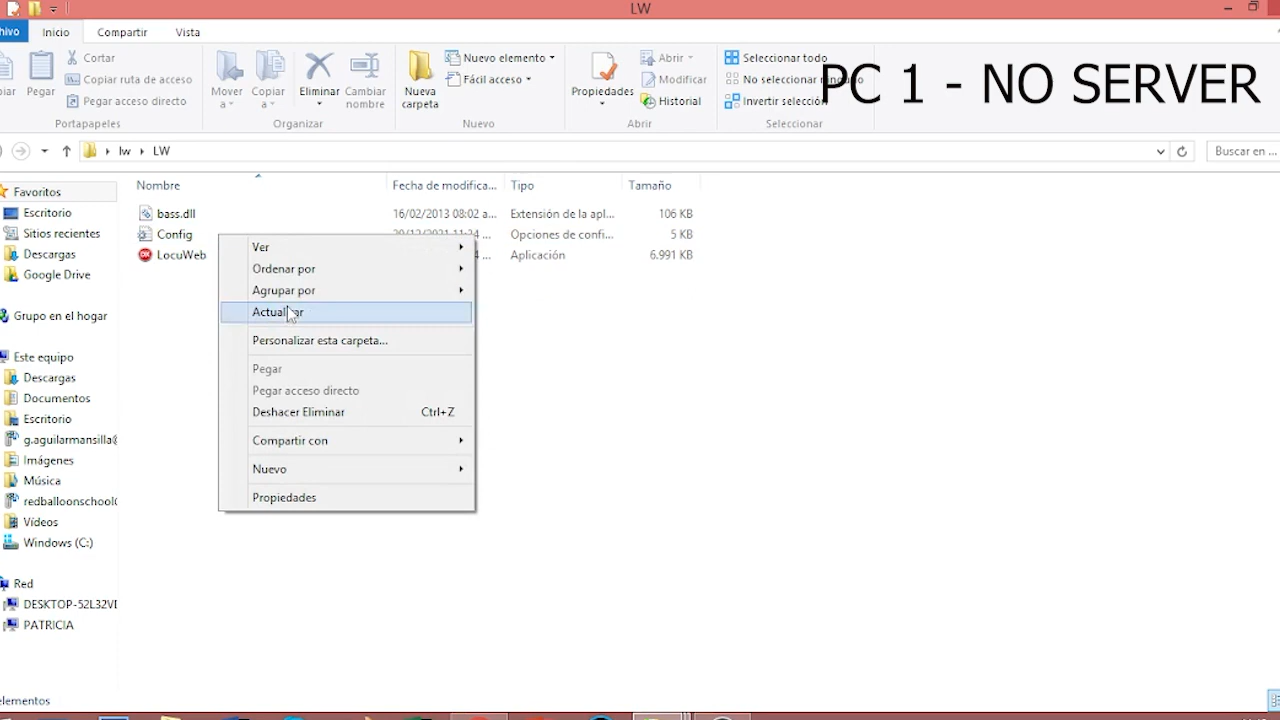 LW
hivo
Inicio
Compartir
Vista
Cortar
Copiar ruta de acceso
Pegar acceso directo
Pegar
Portapapeles
Mover a
Copiar a
Eliminar
Cambiar nombre
Organizar
Nueva carpeta
Nuevo elemento
Fácil acceso
Nuevo
Propiedades
Abrir
Modificar
Historial
Abrir
Seleccionar todo
No seleccionar ninguno
Invertir selección
Seleccionar
PC 1 - NO SERVER
lw
LW
Buscar en ...
Nombre
Fecha de modifica...
Tipo
Tamaño
bass.dll
16/02/2013 08:02 a...
Extensión de la apl...
106 KB
Config
Opciones de confi...
5 KB
LocuWeb
Aplicación
6.991 KB
Favoritos
Escritorio
Sitios recientes
Descargas
Google Drive
Grupo en el hogar
Este equipo
Descargas
Documentos
Escritorio
g.aguilarmansilla@
Imágenes
Música
redballoonschool
Vídeos
Windows (C:)
Red
DESKTOP-52L32V
PATRICIA
Ver
Ordenar por
Agrupar por
Actualizar
Personalizar esta carpeta...
Pegar
Pegar acceso directo
Deshacer Eliminar Ctrl+Z
Compartir con
Nuevo
Propiedades
elementos